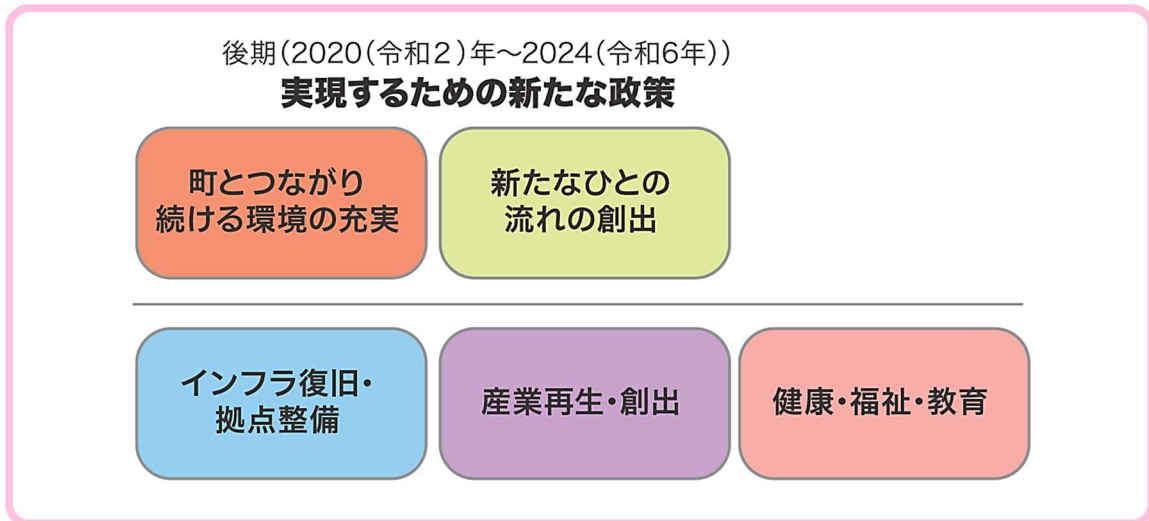 後期（2020（令和２）年～2024（令和6年））
実現するための新たな政策
町とつながり
続ける環境の充実
新たなひとの
流れの創出
インフラ復旧・
拠点整備
産業再生・創出
健康・福祉・教育